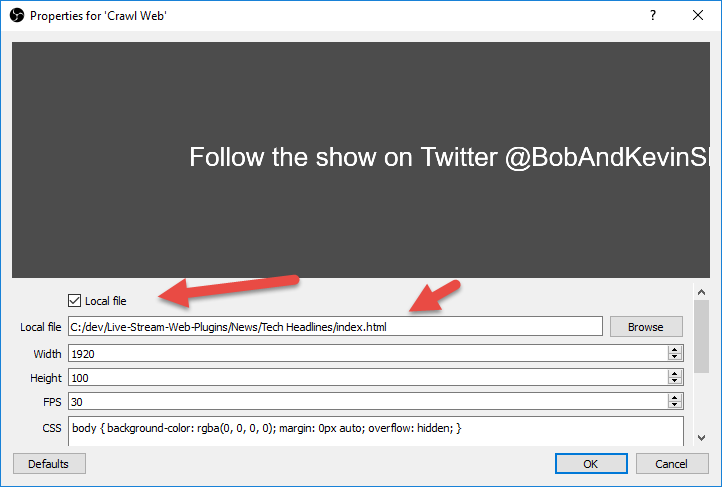 Properties for 'Crawl Web'
Follow the show on Twitter @BobAndKevinS
Local file
Local file C:/dev/Live-Stream-Web-Plugins/News/Tech Headlines/index.html Browse
Width 1920
Height 100
FPS 30
CSS body { background-color: rgba(0, 0, 0, 0); margin: 0px auto; overflow: hidden; }
Defaults OK Cancel